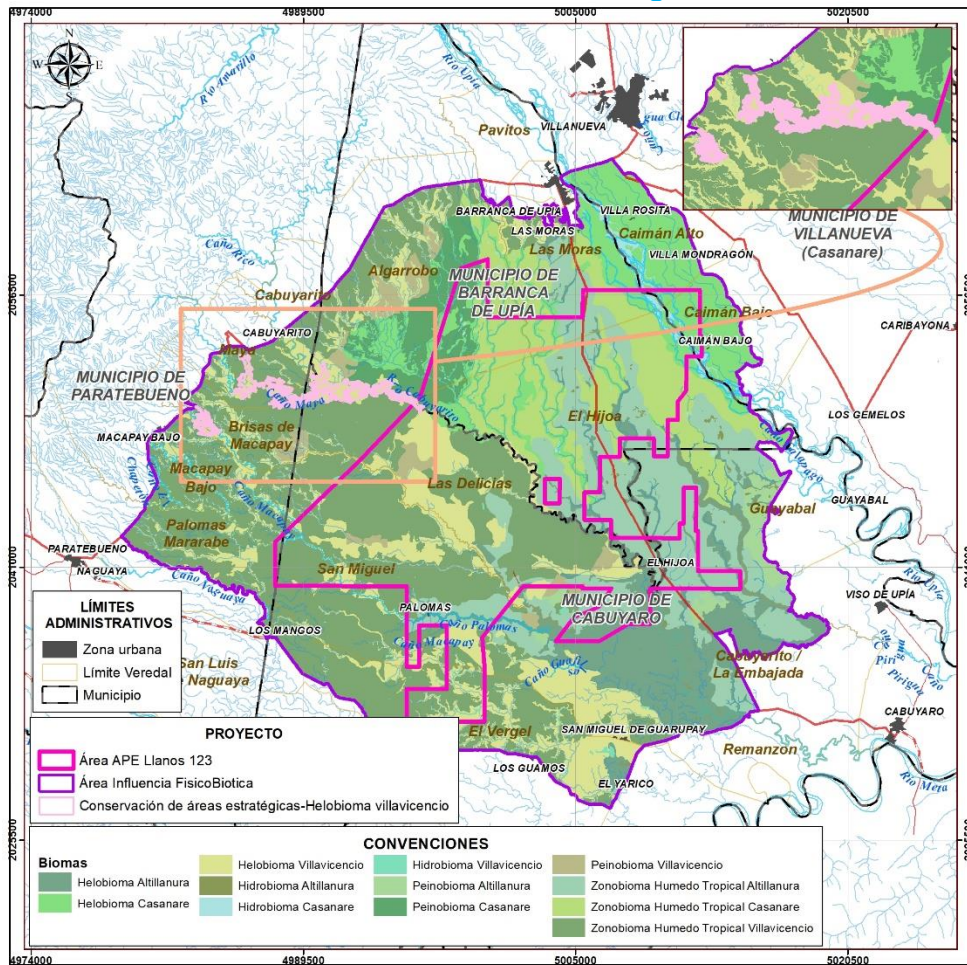 4974000
4989500
5005000
5020500
N
W
E
S
Río Amarillo
Río Upía
Pavitos
VILLANUEVA
MUNICIPIO DE
VILLANUEVA
(Casanare)
BARRANCA DE UPIA
LAS MORAS
Las Moras
VILLA ROSITA
Caimán Alto
VILLA MONDRAGÓN
Caño Rico
Algarrobo
MUNICIPIO DE
BARRANCA
DE UPÍA
Cabuyarito
CABUYARITO
Caimán Bajo
CAIMÁN BAJO
CARIBAYONA
Maya
Caño Maya
Río Cabuyarito
MUNICIPIO DE
PARATEBUENO
LOS GEMELOS
MACAPAY BAJO
Brisas de
Macapay
El Hijoa
Macapay
Bajo
Las Delicias
Caño Macapay
GUAYABAL
Guayabal
Palomas
Mararabe
PARATEBUENO
NAGUAYA
Caño Naguaya
San Miguel
EL HIJOA
VISO DE UPÍA
Río Upía
PALOMAS
Caño Palomas
Caño Macapay
MUNICIPIO DE
CABUYARO
LOS MANGOS
San Luis
Naguaya
Cabuyarito/
La Embajada
CABUYARO
El Vergel
SAN MIGUEL DE GUARUPAY
Remanzon
LOS GUAMOS
EL YARICO
Río Meta
LÍMITES
ADMINISTRATIVOS
Zona urbana
Límite Veredal
Municipio
PROYECTO
Área APE Llanos 123
Área Influencia FisicoBiotica
Conservación de áreas estratégicas-Helobioma villavicencio
CONVENCIONES
Biomas
Helobioma Altillanura
Helobioma Casanare
Helobioma Villavicencio
Hidrobioma Altillanura
Hidrobioma Casanare
Hidrobioma Villavicencio
Peinobioma Altillanura
Peinobioma Casanare
Peinobioma Villavicencio
Zonobioma Humedo Tropical Altillanura
Zonobioma Humedo Tropical Casanare
Zonobioma Humedo Tropical Villavicencio
4974000
4989500
5005000
5020500